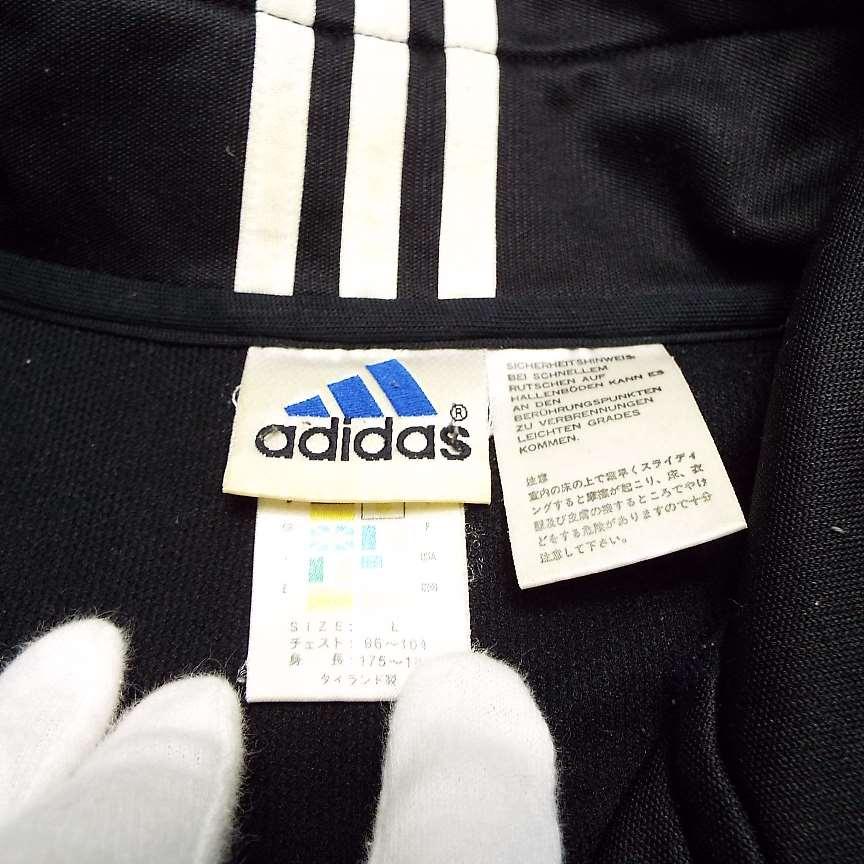 adidas®
SICHERHEITSHINWEIS:
BEI SCHNELLEM
RUTSCHEN AUF
HALLENBÖDEN KANN ES
AN DEN
BERÜHRUNGSPUNKTEN
ZU VERBRENNUNGEN
LEICHTEN GRADES
KOMMEN.
注意
室内の床の上で素早くスライディ
ングすると摩擦が起こり、床、衣
服及び皮膚の接するところでやけ
どをする危険がありますので十分
注意して下さい。
F
USA
SIZE: L
チェスト:96～104
身 長:175～
タイランド製